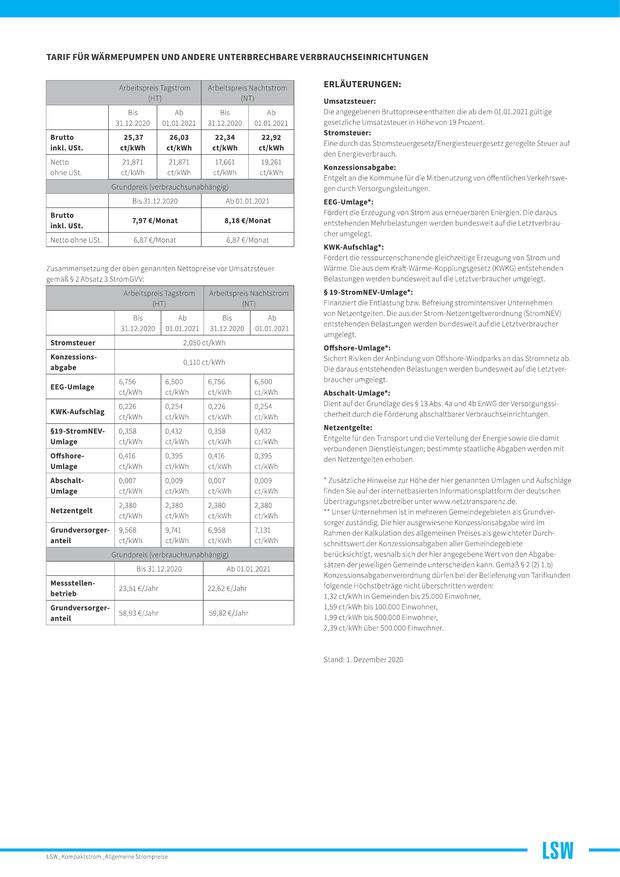 TARIF FÜR WÄRMEPUMPEN UND ANDERE UNTERBRECHBARE VERBRAUCHSEINRICHTUNGEN
Arbeitspreis Tagstrom (HT) Arbeitspreis Nachtstrom (NT)
Bis 31.12.2020 Ab 01.01.2021 Bis 31.12.2020 Ab 01.01.2021
Brutto inkl. USt. 25,37 ct/kWh 26,03 ct/kWh 22,34 ct/kWh 22,92 ct/kWh
Netto ohne USt. 21,871 ct/kWh 21,871 ct/kWh 17,661 ct/kWh 19,261 ct/kWh
Grundpreis (verbrauchsunabhängig)
Bis 31.12.2020 Ab 01.01.2021
Brutto inkl. USt. 7,97 €/Monat 8,18 €/Monat
Netto ohne USt. 6,87 €/Monat 6,87 €/Monat
Zusammensetzung der oben genannten Nettopreise vor Umsatzsteuer
gemäß § 2 Absatz 3 StromGVV:
Arbeitspreis Tagstrom (HT) Arbeitspreis Nachtstrom (NT)
Bis 31.12.2020 Ab 01.01.2021 Bis 31.12.2020 Ab 01.01.2021
Stromsteuer 2,050 ct/kWh
Konzessions-abgabe 0,110 ct/kWh
EEG-Umlage 6,756 ct/kWh 6,500 ct/kWh 6,756 ct/kWh 6,500 ct/kWh
KWK-Aufschlag 0,226 ct/kWh 0,254 ct/kWh 0,226 ct/kWh 0,254 ct/kWh
§19-StromNEV-Umlage 0,358 ct/kWh 0,432 ct/kWh 0,358 ct/kWh 0,432 ct/kWh
Offshore-Umlage 0,416 ct/kWh 0,395 ct/kWh 0,416 ct/kWh 0,395 ct/kWh
Abschalt-Umlage 0,007 ct/kWh 0,009 ct/kWh 0,007 ct/kWh 0,009 ct/kWh
Netzentgelt 2,380 ct/kWh 2,380 ct/kWh 2,380 ct/kWh 2,380 ct/kWh
Grundversorger-anteil 9,568 ct/kWh 9,741 ct/kWh 6,958 ct/kWh 7,131 ct/kWh
Grundpreis (verbrauchsunabhängig)
Bis 31.12.2020 Ab 01.01.2021
Messstellen-betrieb 23,51 €/Jahr 22,62 €/Jahr
Grundversorger-anteil 58,93 €/Jahr 59,82 €/Jahr
ERLÄUTERUNGEN:
Umsatzsteuer:
Die angegebenen Bruttopreise enthalten die ab dem 01.01.2021 gültige
gesetzliche Umsatzsteuer in Höhe von 19 Prozent.
Stromsteuer:
Eine durch das Stromsteuergesetz/Energiesteuergesetz geregelte Steuer auf
den Energieverbrauch.
Konzessionsabgabe:
Entgelt an die Kommune für die Mitbenutzung von öffentlichen Verkehrswe-
gen durch Versorgungsleitungen.
EEG-Umlage*:
Fördert die Erzeugung von Strom aus erneuerbaren Energien. Die daraus
entstehenden Mehrbelastungen werden bundesweit auf die Letztverbrau-
cher umgelegt.
KWK-Aufschlag*:
Fördert die ressourcenschonende gleichzeitige Erzeugung von Strom und
Wärme. Die aus dem Kraft-Wärme-Kopplungsgesetz (KWKG) entstehenden
Belastungen werden bundesweit auf die Letztverbraucher umgelegt.
§ 19-StromNEV-Umlage*:
Finanziert die Entlastung bzw. Befreiung stromintensiver Unternehmen
von Netzentgelten. Die aus der Strom-Netzentgeltverordnung (StromNEV)
entstehenden Belastungen werden bundesweit auf die Letztverbraucher
umgelegt.
Offshore-Umlage*:
Sichert Risiken der Anbindung von Offshore-Windparks an das Stromnetz ab.
Die daraus entstehenden Belastungen werden bundesweit auf die Letztver-
braucher umgelegt.
Abschalt-Umlage*:
Dient auf der Grundlage des § 13 Abs. 4a und 4b EnWG der Versorgungssi-
cherheit durch die Förderung abschaltbarer Verbrauchseinrichtungen.
Netzentgelte:
Entgelte für den Transport und die Verteilung der Energie sowie die damit
verbundenen Dienstleistungen; bestimmte staatliche Abgaben werden mit
den Netzentgelten erhoben.
* Zusätzliche Hinweise zur Höhe der hier genannten Umlagen und Aufschläge
finden Sie auf der internetbasierten Informationsplattform der deutschen
Übertragungsnetzbetreiber unter www.netztransparenz.de.
** Unser Unternehmen ist in mehreren Gemeindegebieten als Grundver-
sorger zuständig. Die hier ausgewiesene Konzessionsabgabe wird im
Rahmen der Kalkulation des allgemeinen Preises als gewichteter Durch-
schnittswert der Konzessionsabgaben aller Gemeindegebiete
berücksichtigt, weshalb sich der hier angegebene Wert von den Abgabe-
sätzen der jeweiligen Gemeinde unterscheiden kann. Gemäß § 2 (2) 1.b)
Konzessionsabgabenverordnung dürfen bei der Belieferung von Tarifkunden
folgende Höchstbeträge nicht überschritten werden:
1,32 ct/kWh in Gemeinden bis 25.000 Einwohner,
1,59 ct/kWh bis 100.000 Einwohner,
1,99 ct/kWh bis 500.000 Einwohner,
2,39 ct/kWh über 500.000 Einwohner.
Stand: 1. Dezember 2020
LSW_Kompaktstrom_Allgemeine Strompreise
LSW